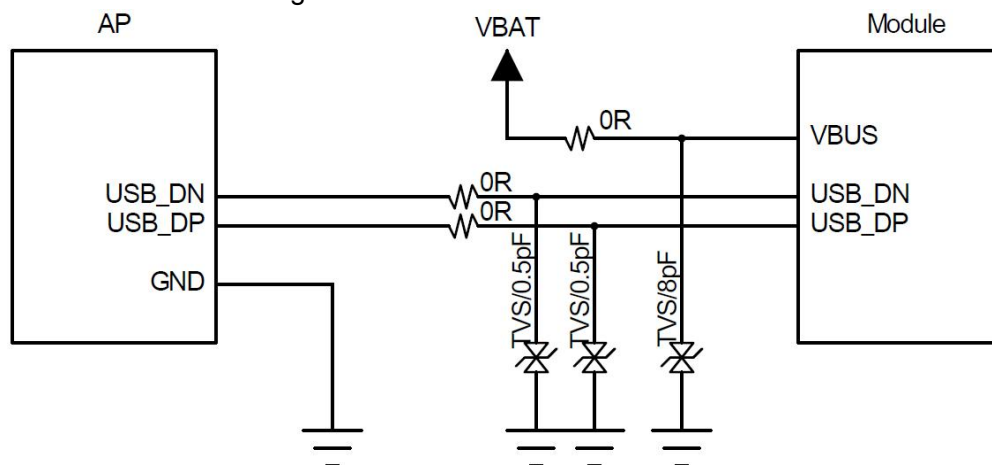 AP
VBAT
Module
0R
VBUS
USB_DN
0R
USB_DN
USB_DP
0R
USB_DP
GND
TVS/0.5pF
TVS/0.5pF
TVS/8pF